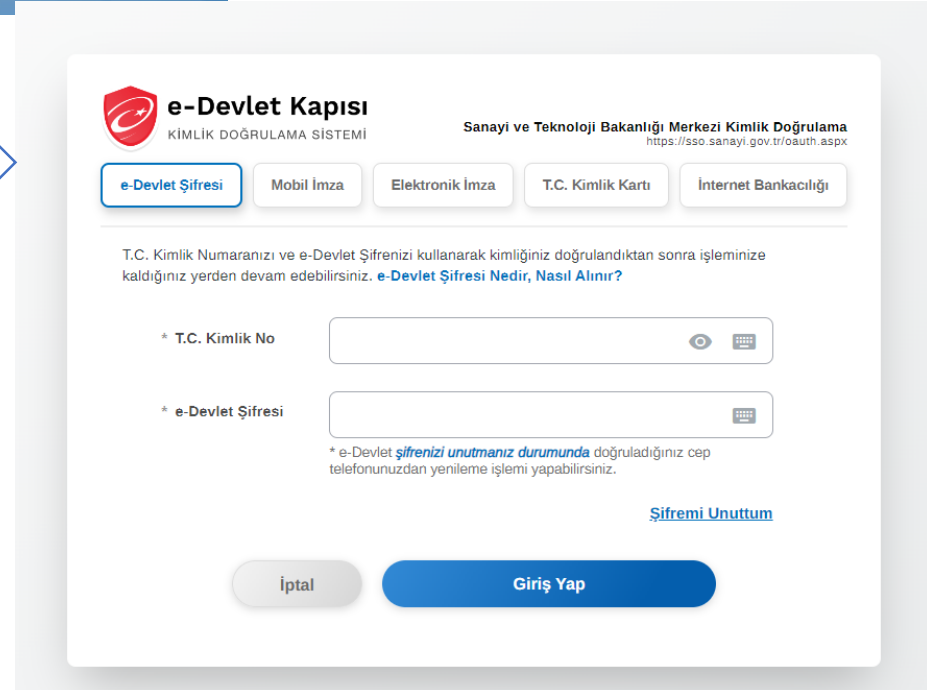 e-Devlet Kapısı
KİMLİK DOĞRULAMA SİSTEMİ
Sanayi ve Teknoloji Bakanlığı Merkezi Kimlik Doğrulama
https://sso.sanayi.gov.tr/oauth.aspx
e-Devlet Şifresi
Mobil İmza
Elektronik İmza
T.C. Kimlik Kartı
İnternet Bankacılığı
T.C. Kimlik Numaranızı ve e-Devlet Şifrenizi kullanarak kimliğiniz doğrulandıktan sonra işleminize
kaldığınız yerden devam edebilirsiniz. e-Devlet Şifresi Nedir, Nasıl Alınır?
* T.C. Kimlik No
* e-Devlet Şifresi
* e-Devlet şifrenizi unutmanız durumunda doğruladığınız cep
telefonunuzdan yenileme işlemi yapabilirsiniz.
Şifremi Unuttum
İptal
Giriş Yap